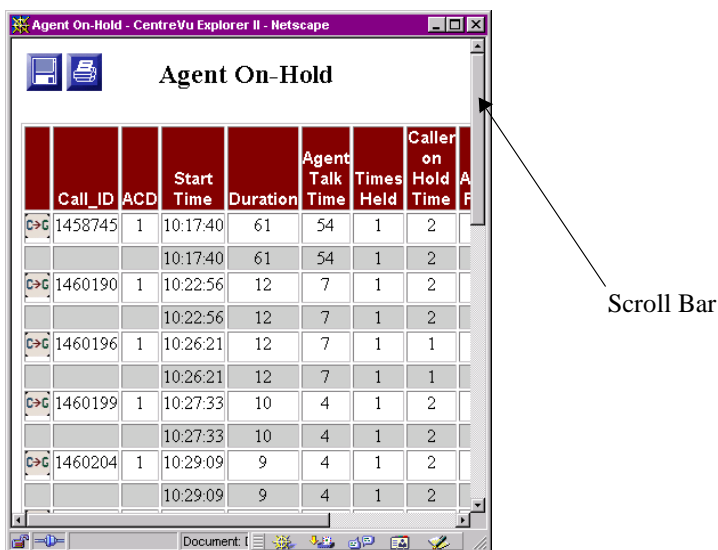 Agent On-Hold - CentreVu Explorer II - Netscape
Agent On-Hold
Call_ID ACD Start Time Duration Agent Talk Time Times Held Caller on Hold Time A F
C→G 1458745 1 10:17:40 61 54 1 2
10:17:40 61 54 1 2
C→G 1460190 1 10:22:56 12 7 1 2
10:22:56 12 7 1 2
C→G 1460196 1 10:26:21 12 7 1 1
10:26:21 12 7 1 1
C→G 1460199 1 10:27:33 10 4 1 2
10:27:33 10 4 1 2
C→G 1460204 1 10:29:09 9 4 1 2
10:29:09 9 4 1 2
Document:
Scroll Bar